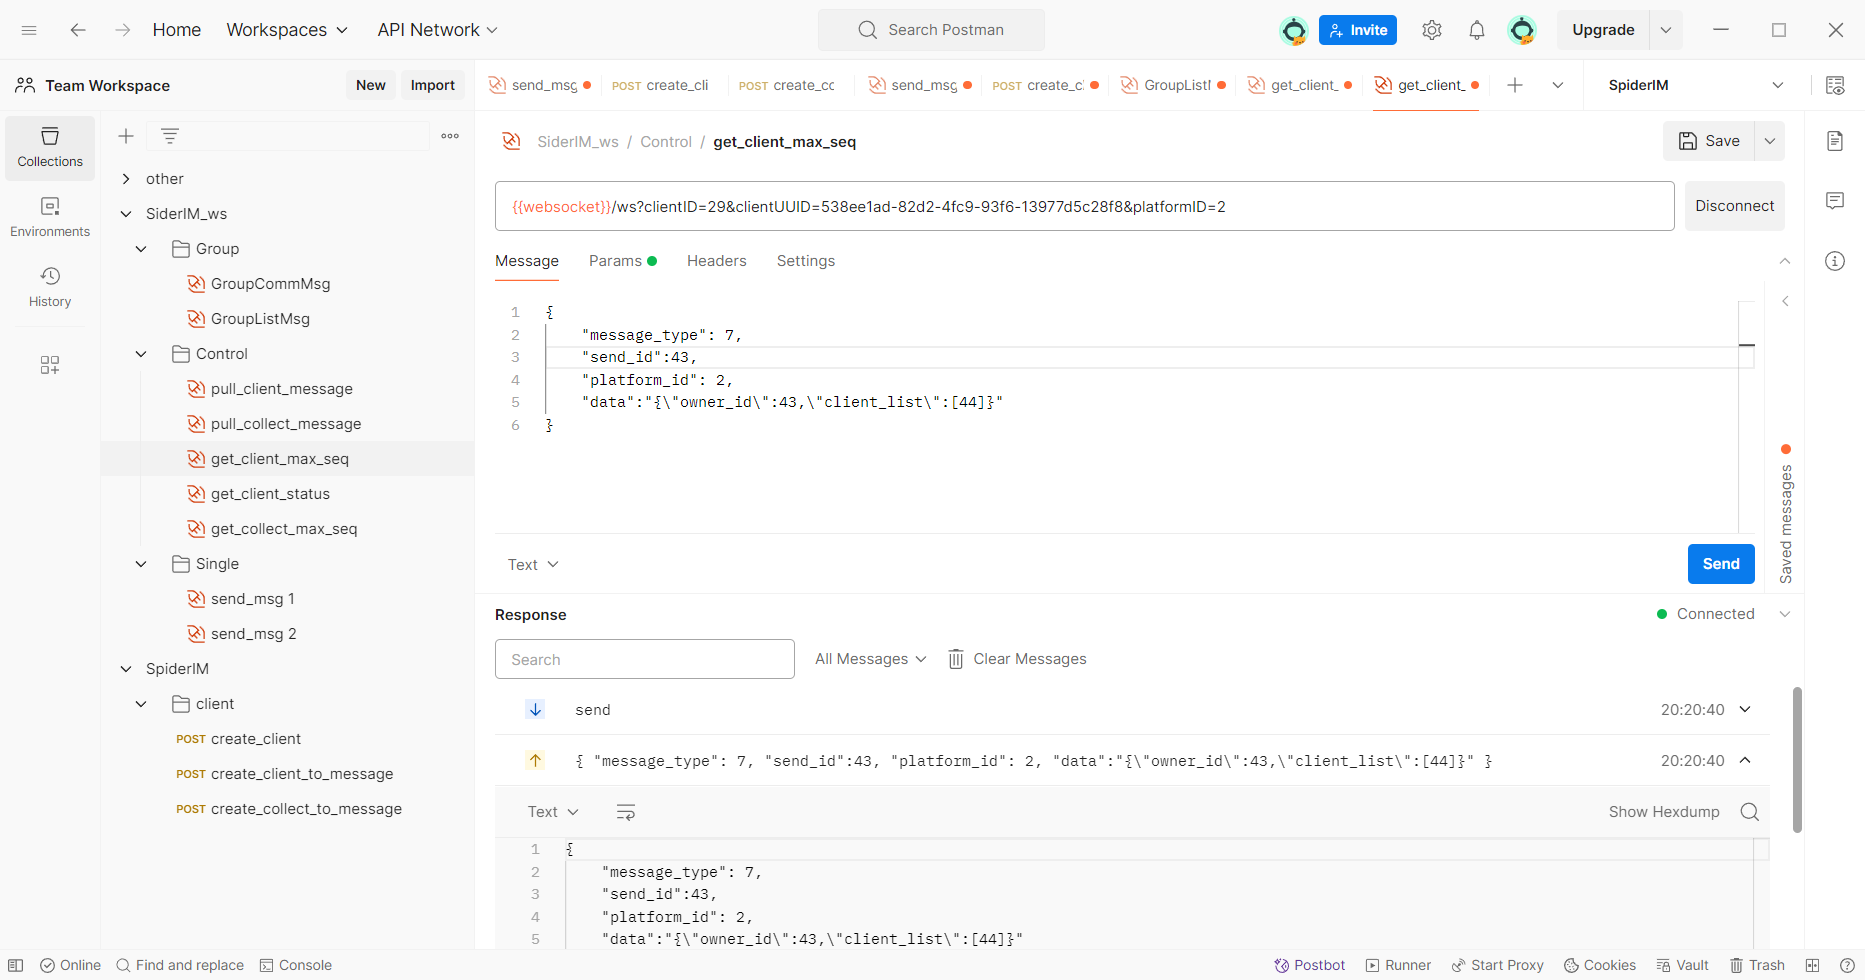 Home Workspaces API Network Search Postman Invite Upgrade
Team Workspace New Import
send_msg POST create_cli POST create_cc send_msg POST create_c GroupListM get_client_ get_client_ SpiderIM
Collections
Environments
History
other
SiderIM_ws
Group
GroupCommMsg
GroupListMsg
Control
pull_client_message
pull_collect_message
get_client_max_seq
get_client_status
get_collect_max_seq
Single
send_msg 1
send_msg 2
SpiderIM
client
POST create_client
POST create_client_to_message
POST create_collect_to_message
SiderIM_ws / Control / get_client_max_seq Save
{{websocket}}/ws?clientID=29&clientUUID=538ee1ad-82d2-4fc9-93f6-13977d5c28f8&platformID=2 Disconnect
Message Params Headers Settings
1 {
2 "message_type": 7,
3 "send_id":43,
4 "platform_id": 2,
5 "data":"{\"owner_id\":43,\"client_list\":[44]}"
6 }
Saved messages
Text Send
Response Connected
Search All Messages Clear Messages
send 20:20:40
{ "message_type": 7, "send_id":43, "platform_id": 2, "data":"{\"owner_id\":43,\"client_list\":[44]}" } 20:20:40
Text Show Hexdump
1 {
2 "message_type": 7,
3 "send_id":43,
4 "platform_id": 2,
5 "data":"{\"owner_id\":43,\"client_list\":[44]}"
Online Find and replace Console Postbot Runner Start Proxy Cookies Vault Trash